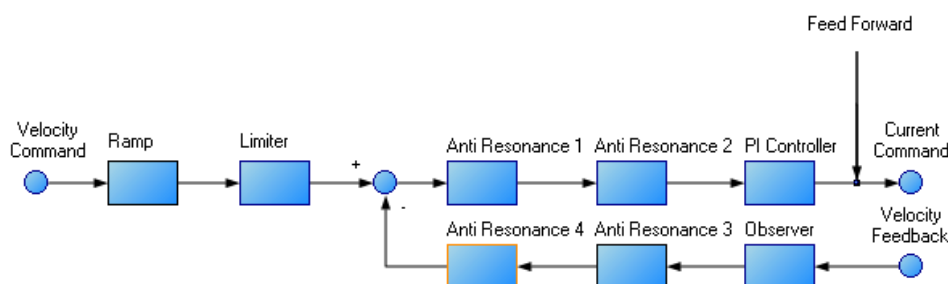 Feed Forward
Velocity
Command
Ramp
Limiter
Anti Resonance 1
Anti Resonance 2
PI Controller
Current
Command
+
-
Anti Resonance 4
Anti Resonance 3
Observer
Velocity
Feedback